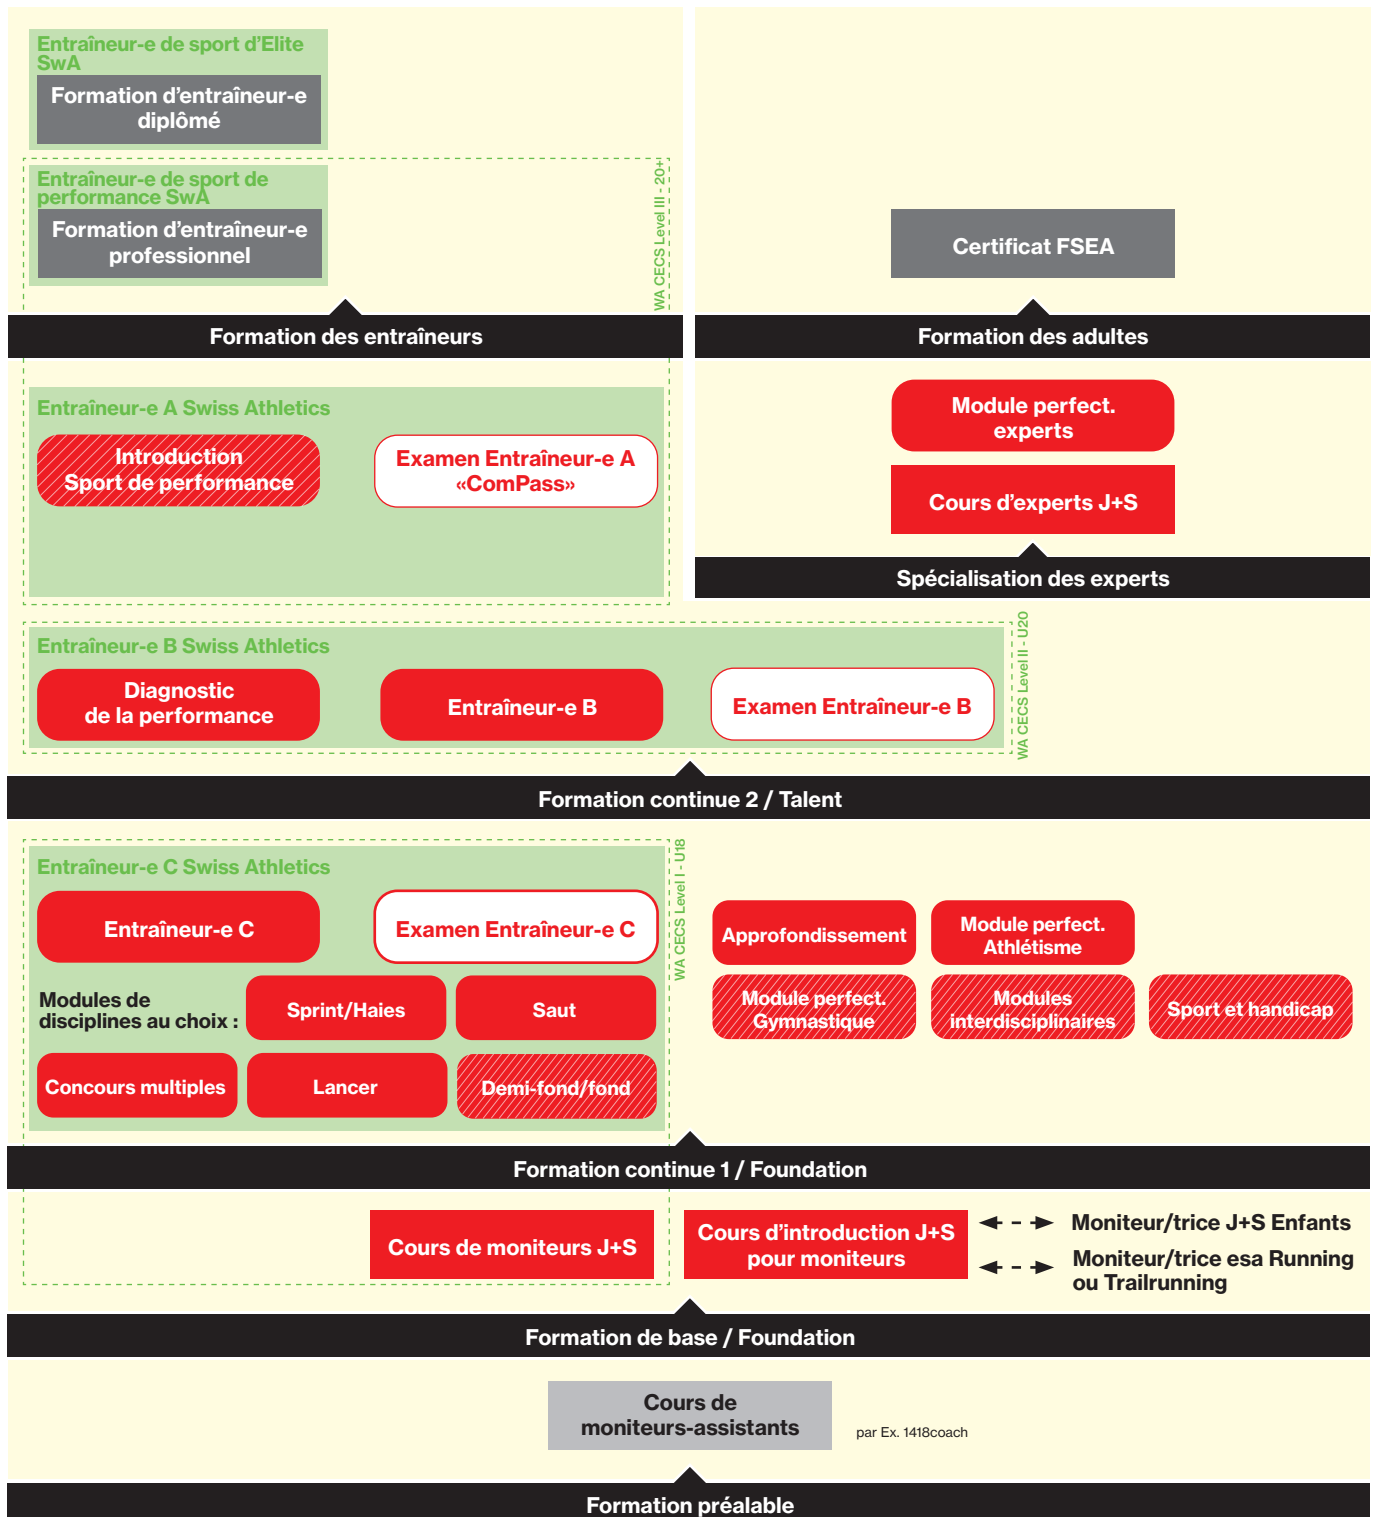 Entraîneur-e de sport d'Elite
SwA
Formation d'entraîneur-e
diplômé
Entraîneur-e de sport de
performance SwA
Formation d'entraîneur-e
professionnel
WA CECS Level III - 20+
Certificat FSEA
Formation des entraîneurs
Formation des adultes
Entraîneur-e A Swiss Athletics
Introduction
Sport de performance
Examen Entraîneur-e A
«ComPass»
Module perfect.
experts
Cours d'experts J+S
Spécialisation des experts
Entraîneur-e B Swiss Athletics
Diagnostic
de la performance
Entraîneur-e B
Examen Entraîneur-e B
WA CECS Level II - U20
Formation continue 2 / Talent
Entraîneur-e C Swiss Athletics
Entraîneur-e C
Examen Entraîneur-e C
WA CECS Level I - U18
Modules de
disciplines au choix :
Sprint/Haies
Saut
Concours multiples
Lancer
Demi-fond/fond
Approfondissement
Module perfect.
Athlétisme
Module perfect.
Gymnastique
Modules
interdisciplinaires
Sport et handicap
Formation continue 1 / Foundation
Cours de moniteurs J+S
Cours d'introduction J+S
pour moniteurs
Moniteur/trice J+S Enfants
Moniteur/trice esa Running
ou Trailrunning
Formation de base / Foundation
Cours de
moniteurs-assistants
par Ex. 1418coach
Formation préalable